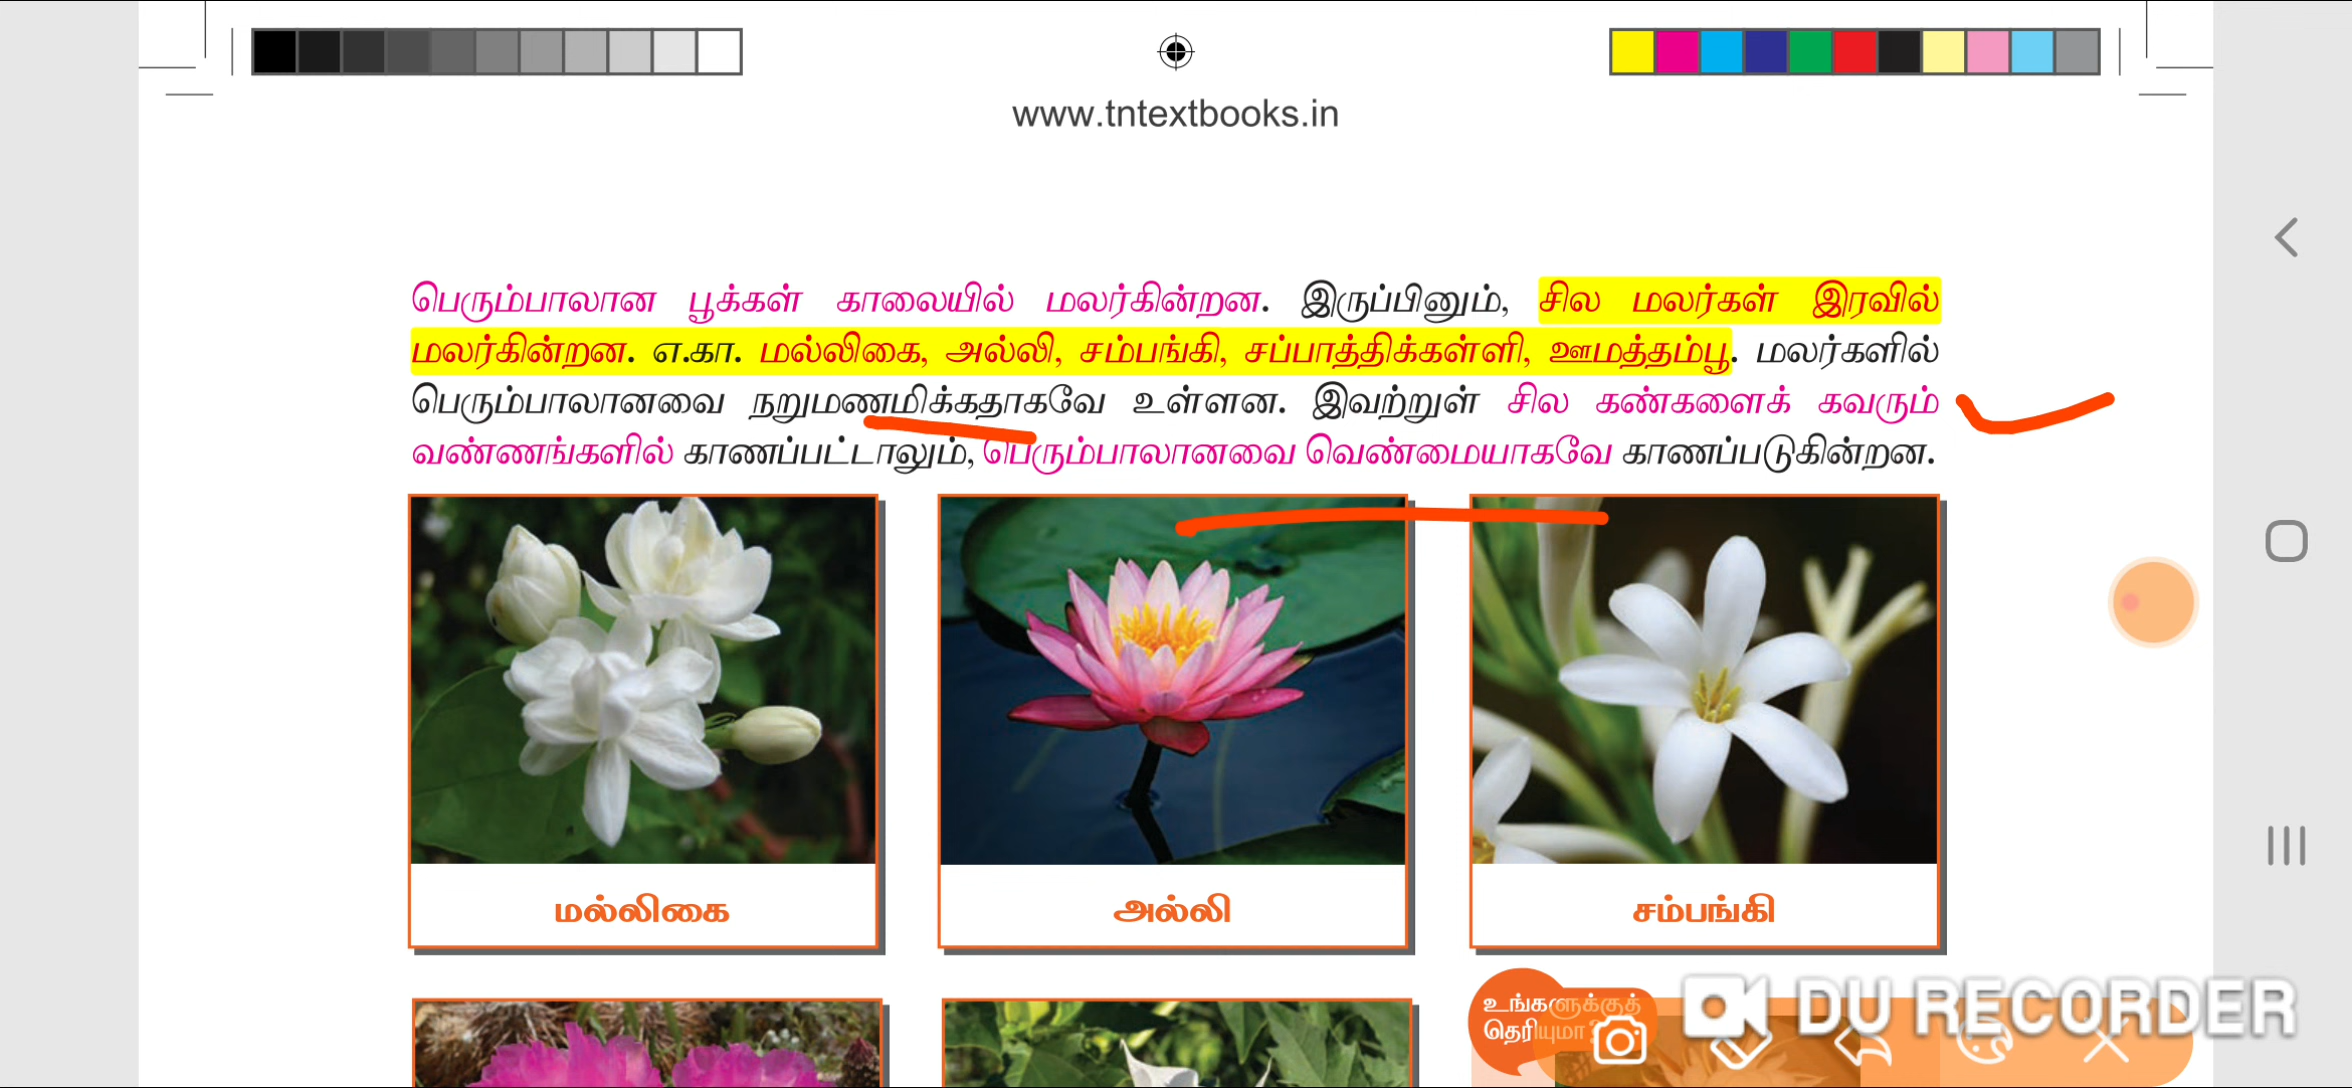 www.tntextbooks.in
பெரும்பாலான பூக்கள் காலையில் மலர்கின்றன. இருப்பினும், சில மலர்கள் இரவில்
மலர்கின்றன. எ.கா. மல்லிகை, அல்லி, சம்பங்கி, சப்பாத்திக்கள்ளி, ஊமத்தம்பூ. மலர்களில்
பெரும்பாலானவை நறுமணமிக்கதாகவே உள்ளன. இவற்றுள் சில கண்களைக் கவரும்
வண்ணங்களில் காணப்பட்டாலும், பெரும்பாலானவை வெண்மையாகவே காணப்படுகின்றன.
மல்லிகை
அல்லி
சம்பங்கி
உங்களுக்குத்
தெரியுமா ?
DU RECORDER